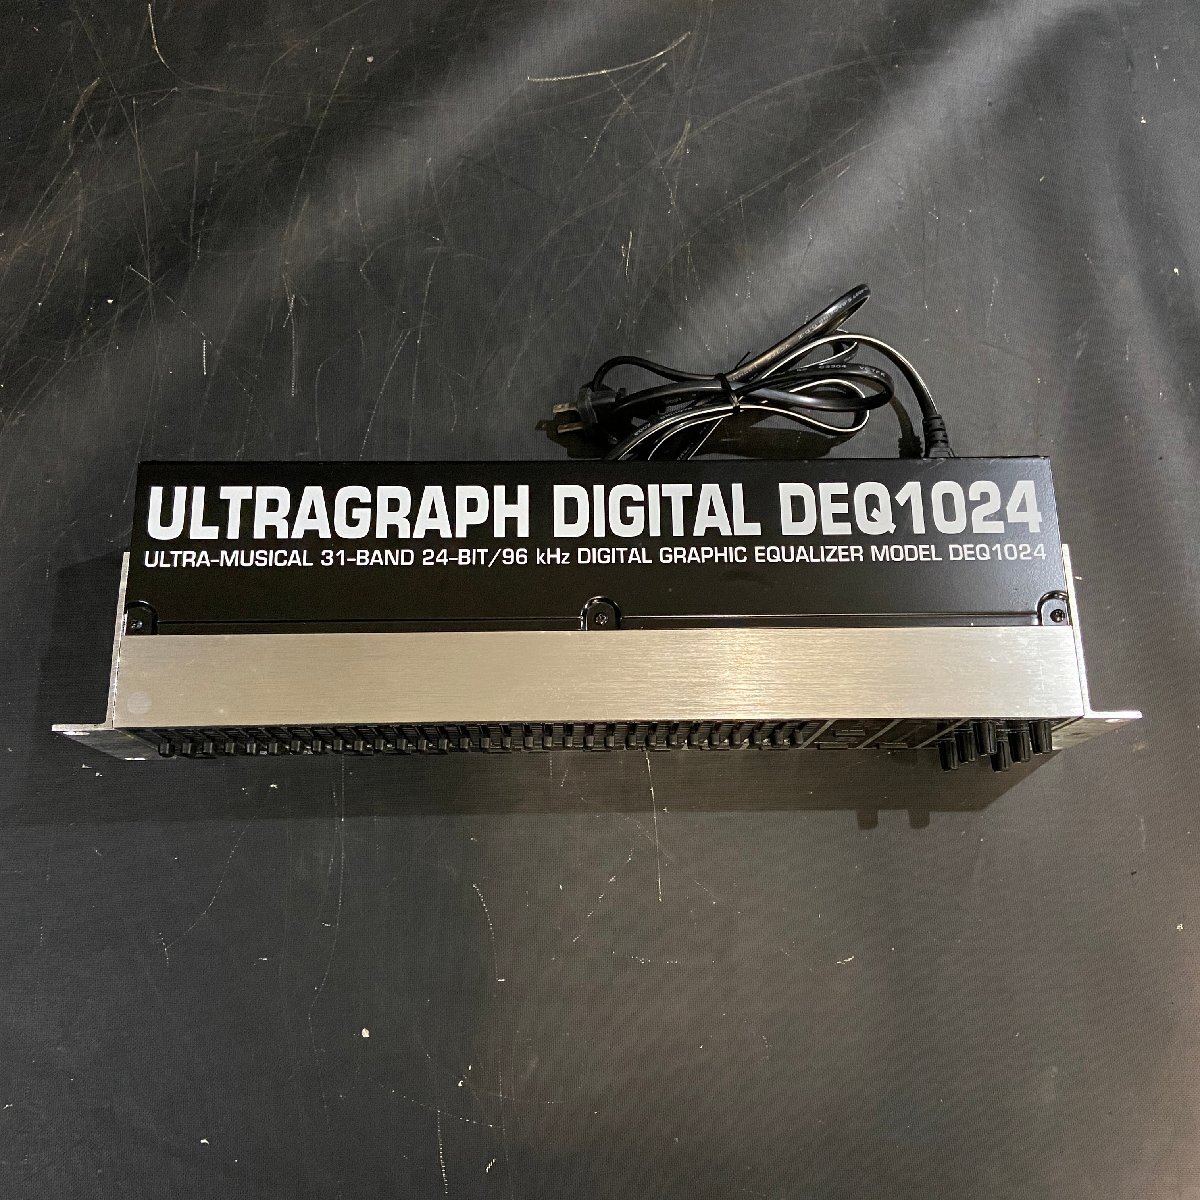 ULTRAGRAPH DIGITAL DEQ1024
ULTRA-MUSICAL 31-BAND 24-BIT/96 kHz DIGITAL GRAPHIC EQUALIZER MODEL DEQ1024